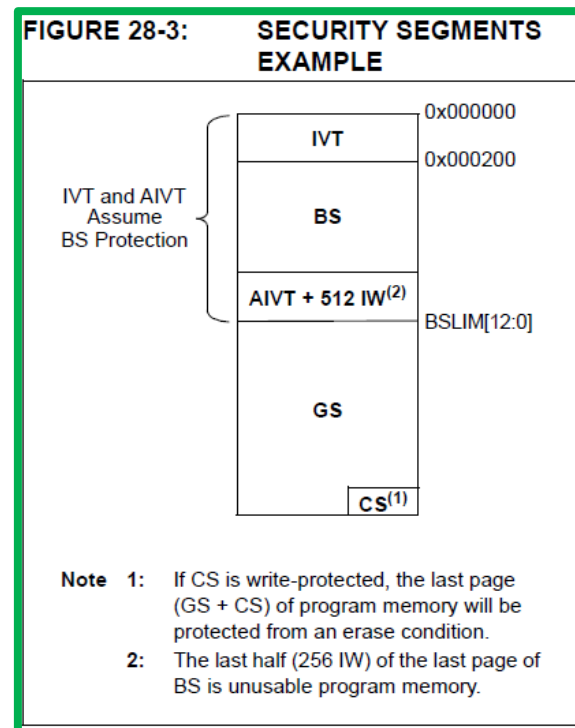 FIGURE 28-3: SECURITY SEGMENTS
EXAMPLE
0x000000
IVT
0x000200
IVT and AIVT
Assume
BS Protection
BS
AIVT + 512 IW(2)
BSLIM[12:0]
GS
CS(1)
Note 1: If CS is write-protected, the last page
(GS + CS) of program memory will be
protected from an erase condition.
2: The last half (256 IW) of the last page of
BS is unusable program memory.